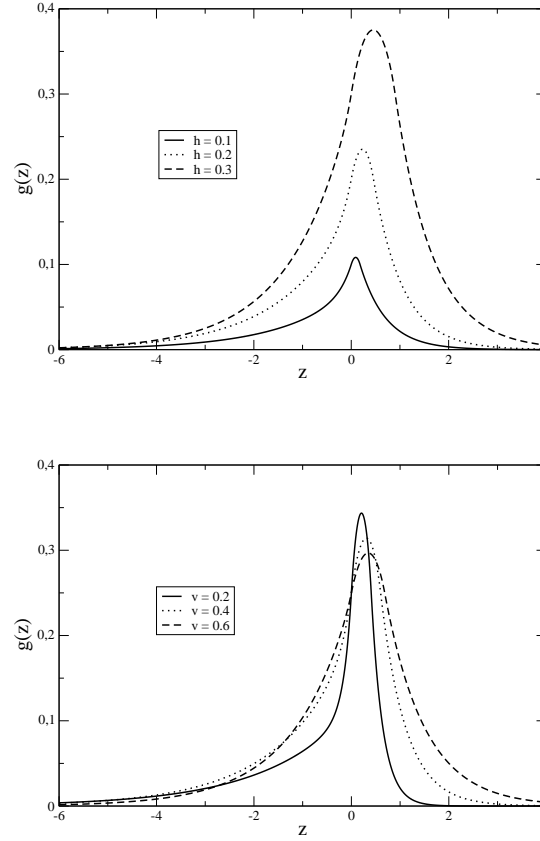 0,4
0,3
h = 0.1
h = 0.2
h = 0.3
g(z)
0,2
0,1
0
-6 -4 -2 0 2
z
0,4
0,3
v = 0.2
v = 0.4
v = 0.6
g(z)
0,2
0,1
0
-6 -4 -2 0 2
z